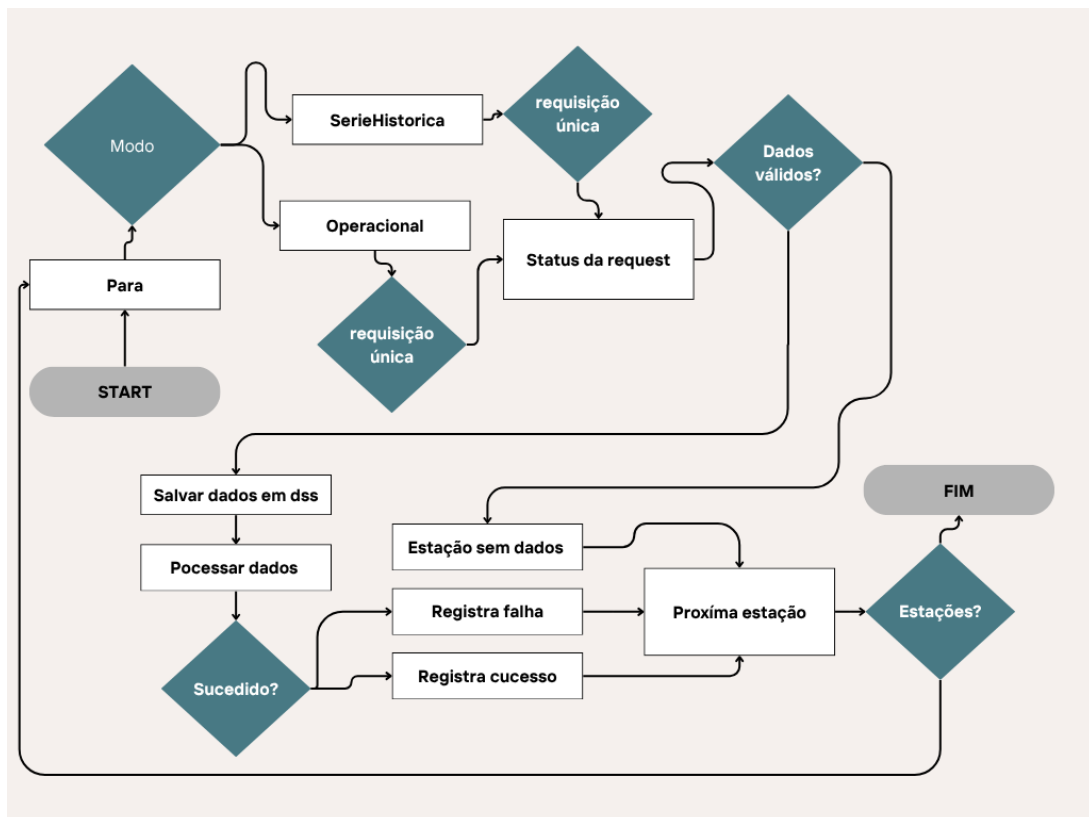 Modo
SerieHistorica
requisição
única
Dados
válidos?
Operacional
Status da request
Para
requisição
única
START
Salvar dados em dss
FIM
Estação sem dados
Pocessar dados
Registra falha
Proxíma estação
Estações?
Sucedido?
Registra cucesso